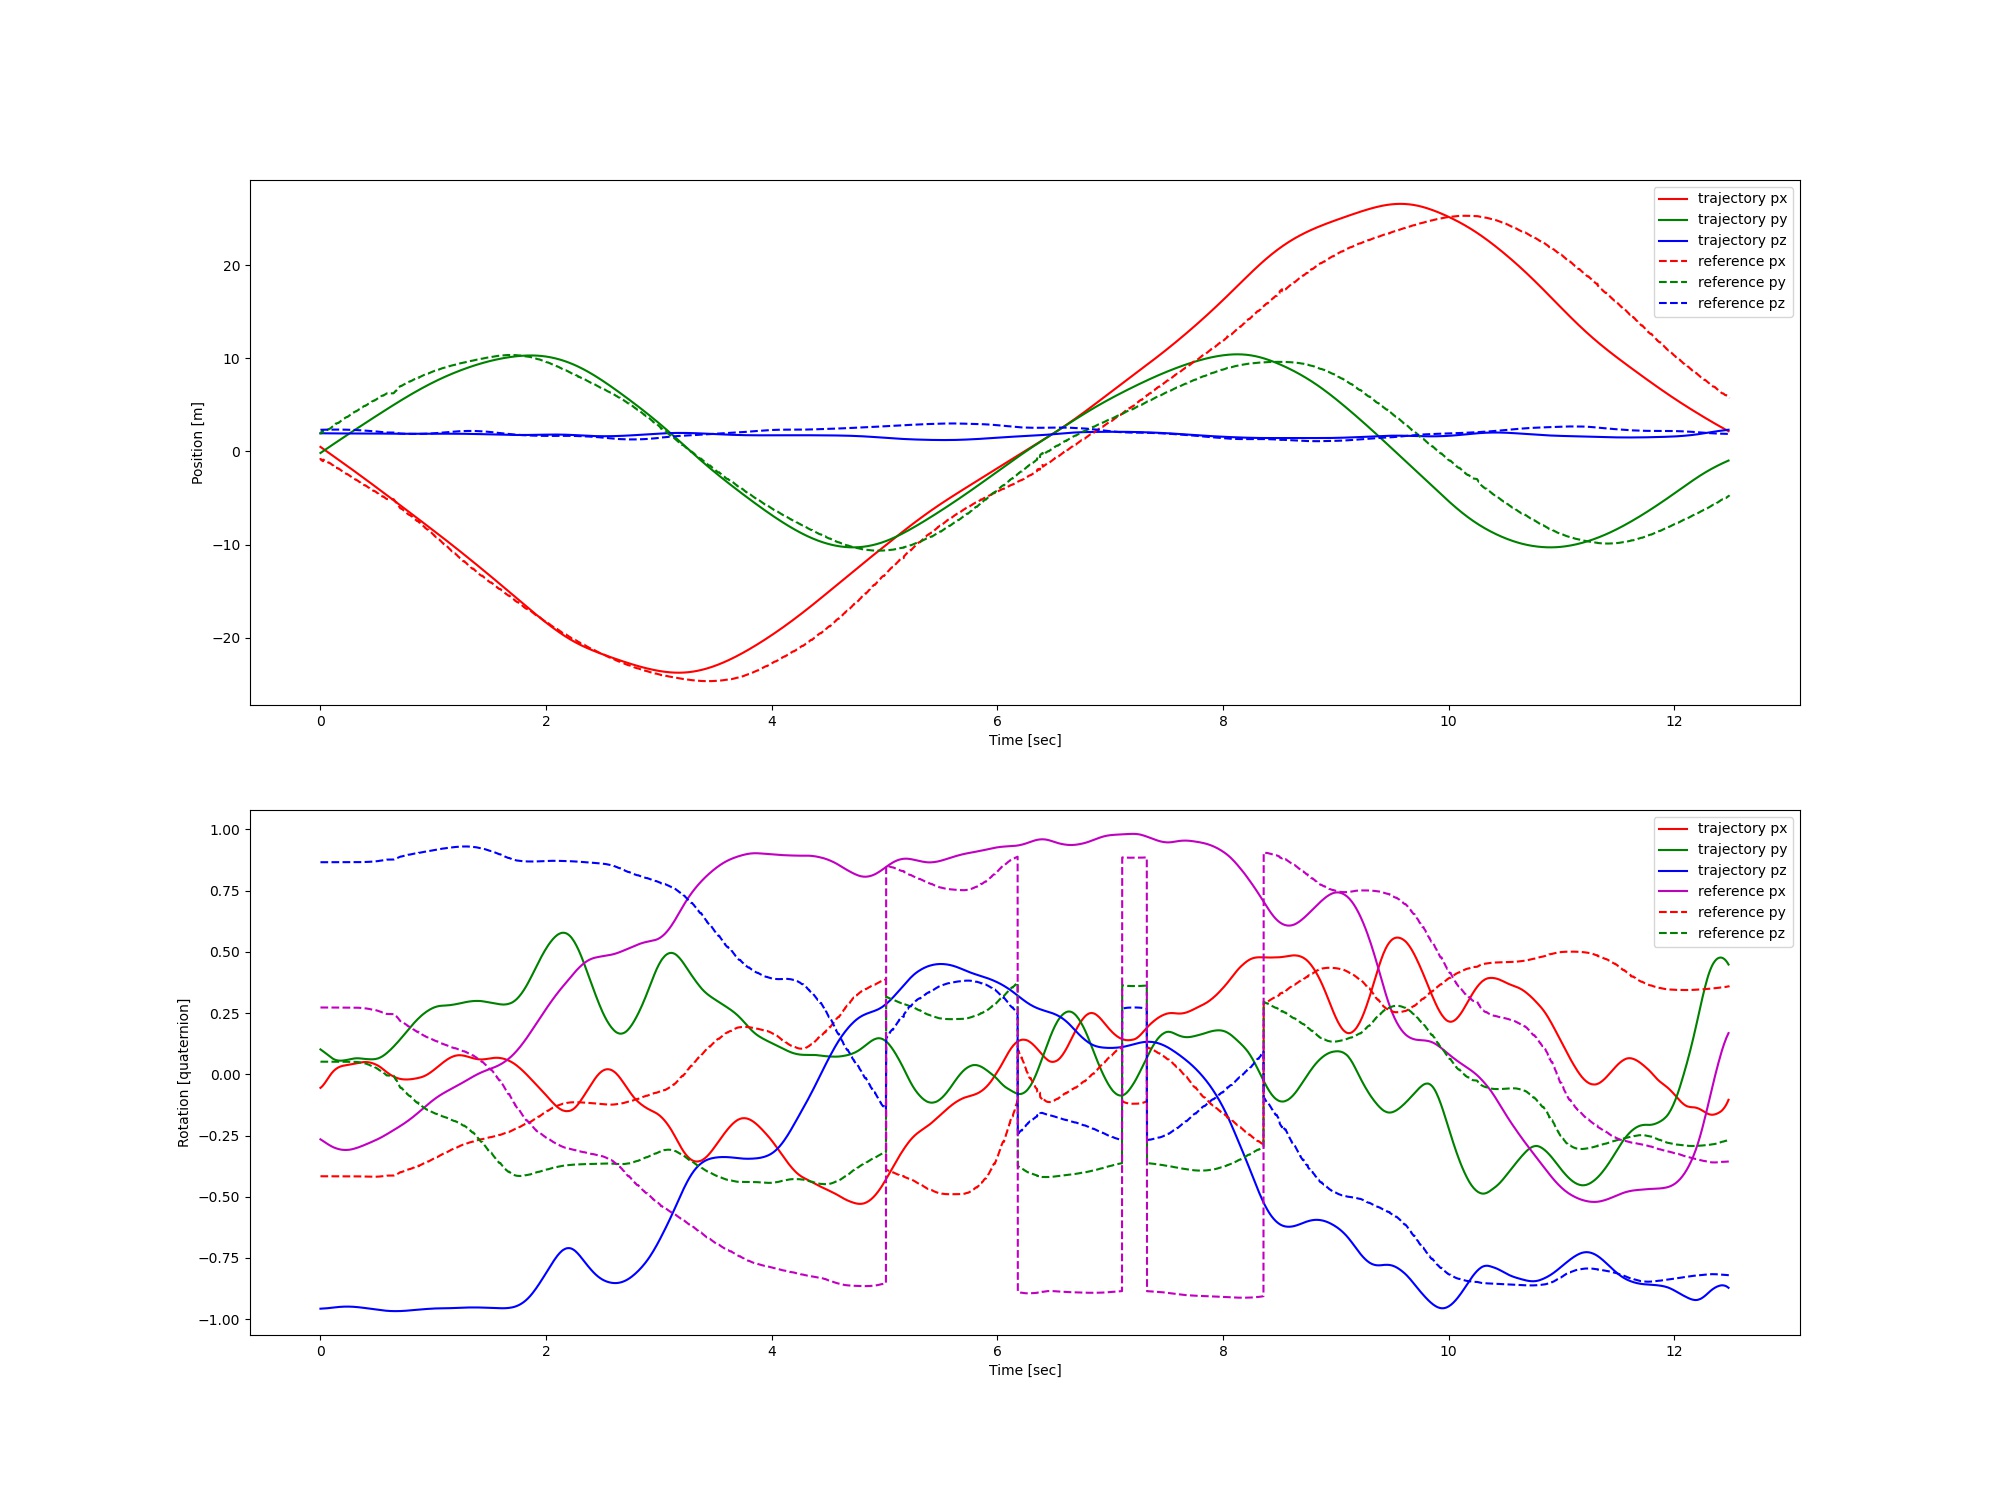 trajectory px
trajectory py
trajectory pz
reference px
reference py
reference pz
20
10
0
−10
−20
Position [m]
0 2 4 6 8 10 12
Time [sec]
trajectory px
trajectory py
trajectory pz
reference px
reference py
reference pz
1.00
0.75
0.50
0.25
0.00
−0.25
−0.50
−0.75
−1.00
Rotation [quaternion]
0 2 4 6 8 10 12
Time [sec]